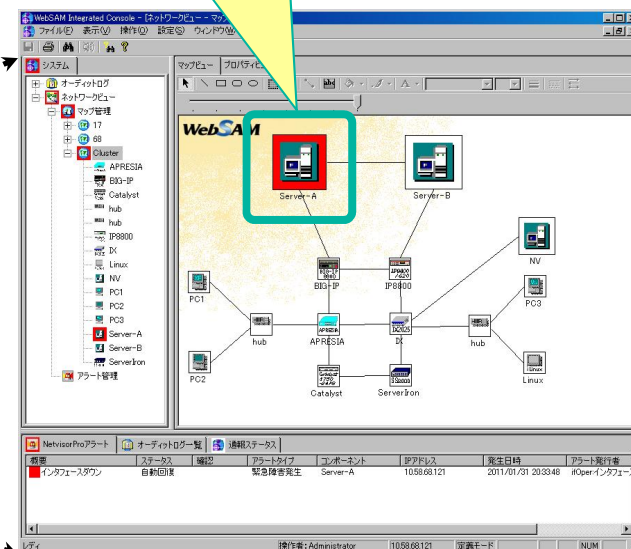 WebSAM Integrated Console - [ネットワークビュー - マッ
ファイル(F) 表示(V) 操作(O) 設定(S) ウィンドウ(W
システム
オーディットログ
ネットワークビュー
マップ管理
17
68
Cluster
APRESIA
BIG-IP
Catalyst
hub
hub
IP8800
IX
Linux
NV
PC1
PC2
PC3
Server-A
Server-B
ServerIron
アラート管理
マップビュー マッププロパティ
WebSAM
Server-A
Server-B
NV
BIG-IP
IP8800
PC1
PC3
hub
APRESIA
IX
hub
PC2
Catalyst
ServerIron
Linux
NetvisorProアラート オーディットログ一覧 通報ステータス
概要 ステータス 確認 アラートタイプ コンポーネント IPアドレス 発生日時 アラート発行者
インタフェースダウン 自動回復 緊急障害発生 Server-A 10.58.68.121 2011/01/31 20:33:48 ifOperインタフェー
レディ 操作者:Administrator 10.58.68.121 定義モード NUM